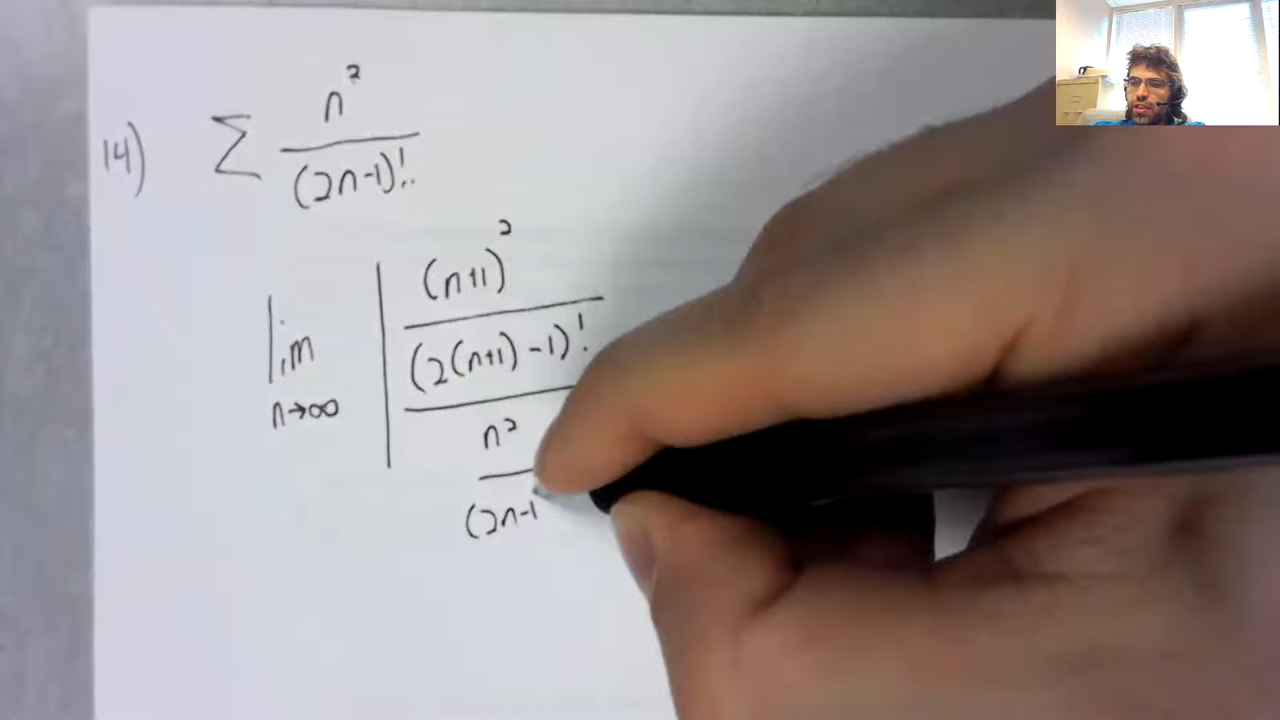 14) Σ n²
(2n-1)!
(n+1)²
lim (2(n+1)-1)!
n→∞
n²
(2n-1